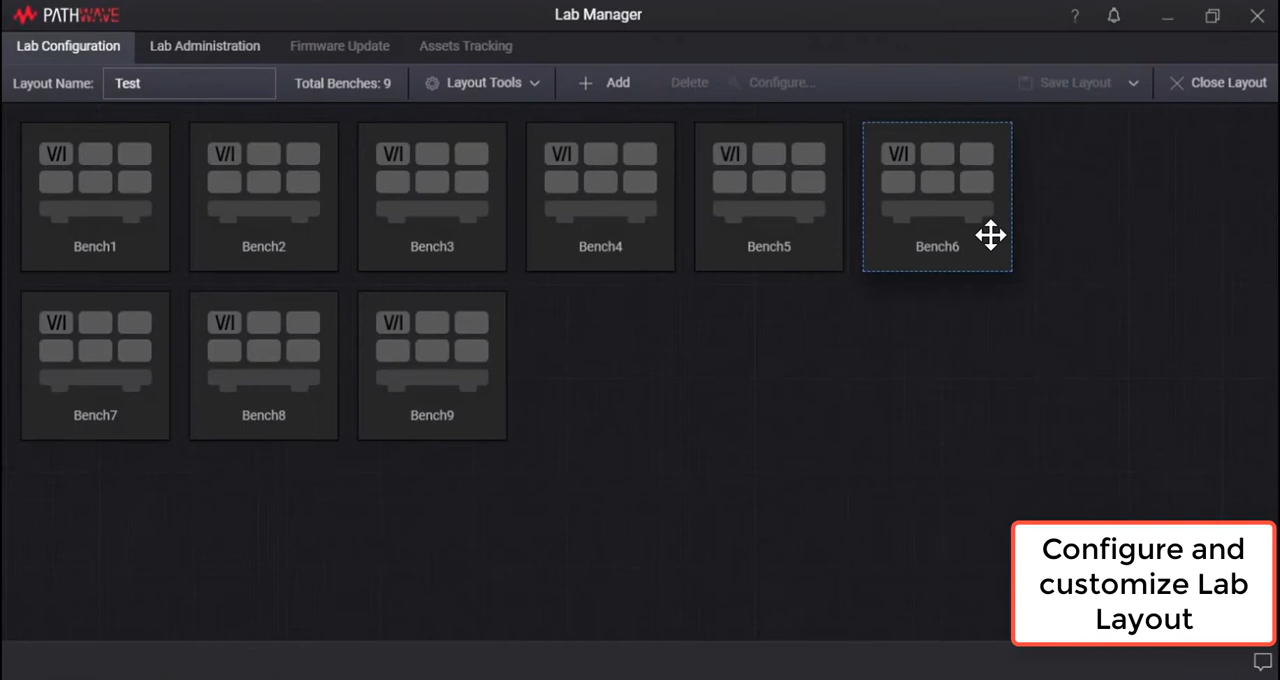 PATHWAVE
Lab Manager
?
Lab Configuration
Lab Administration
Firmware Update
Assets Tracking
Layout Name:
Test
Total Benches: 9
Layout Tools
Add
Delete
Configure...
Save Layout
Close Layout
V/I
V/I
V/I
V/I
V/I
V/I
Bench1
Bench2
Bench3
Bench4
Bench5
Bench6
V/I
V/I
V/I
Bench7
Bench8
Bench9
Configure and
customize Lab
Layout